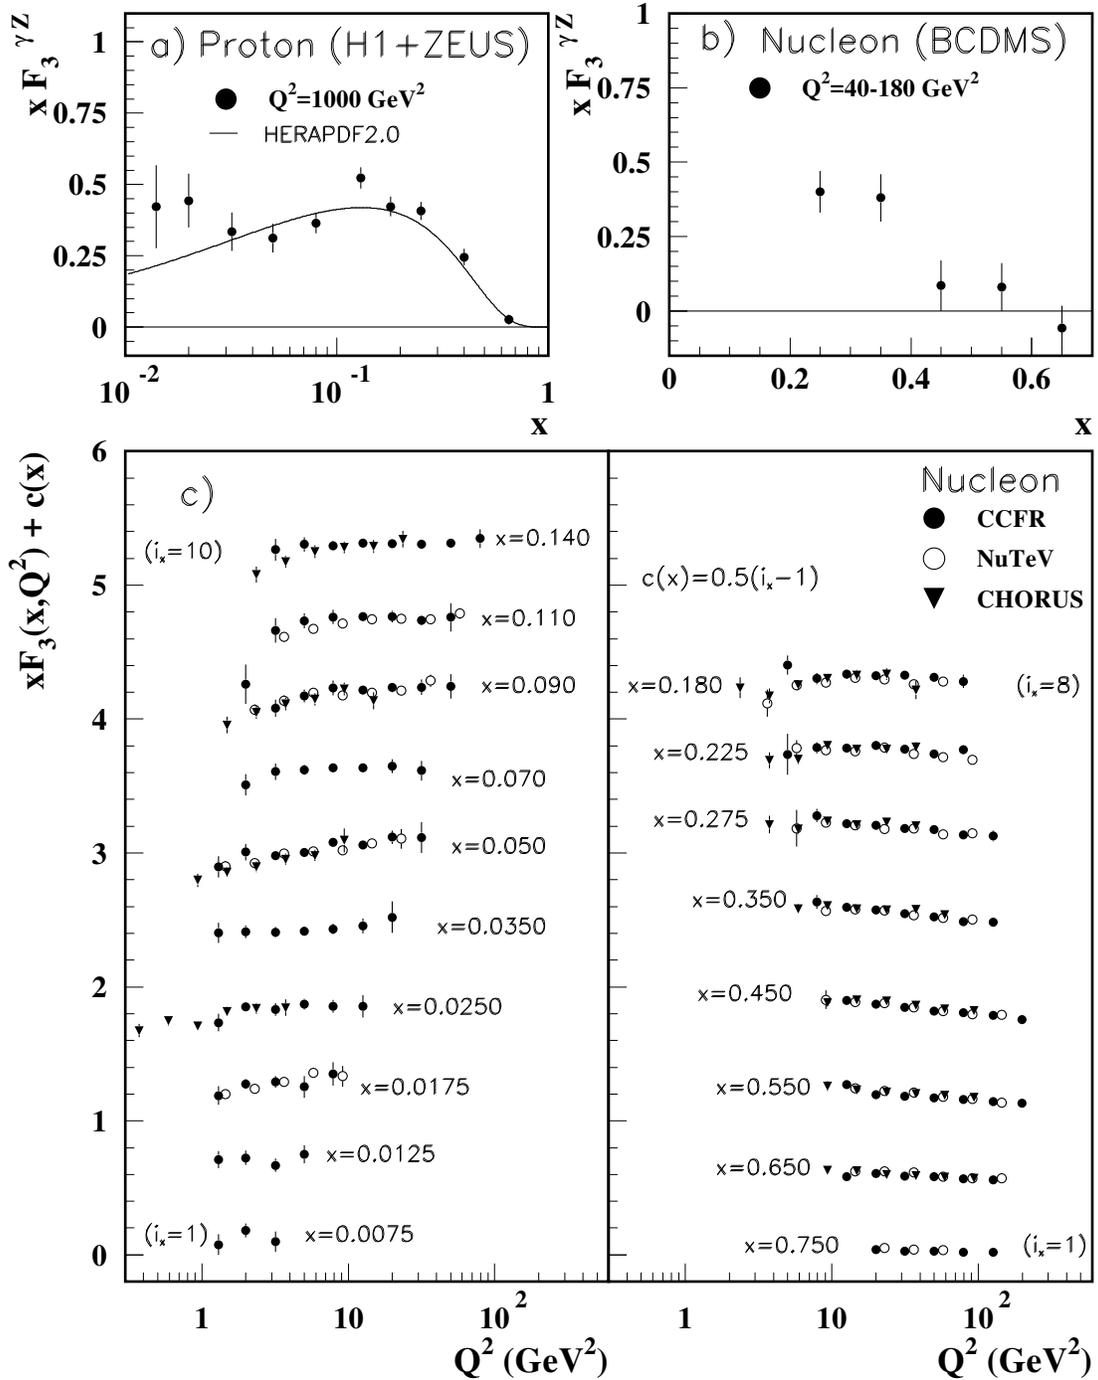 a) Proton (H1+ZEUS)
Q²=1000 GeV²
HERAPDF2.0
x F₃ᵞᶻ
1
0.75
0.5
0.25
0
10⁻²
10⁻¹
1
x
b) Nucleon (BCDMS)
Q²=40-180 GeV²
x F₃ᵞᶻ
1
0.75
0.5
0.25
0
0
0.2
0.4
0.6
x
xF₃(x,Q²) + c(x)
6
5
4
3
2
1
0
c)
(iₓ=10)
x=0.140
x=0.110
x=0.090
x=0.070
x=0.050
x=0.0350
x=0.0250
x=0.0175
x=0.0125
(iₓ=1)
x=0.0075
1
10
10²
Q² (GeV²)
Nucleon
CCFR
NuTeV
CHORUS
c(x)=0.5(iₓ−1)
x=0.180
(iₓ=8)
x=0.225
x=0.275
x=0.350
x=0.450
x=0.550
x=0.650
x=0.750
(iₓ=1)
1
10
10²
Q² (GeV²)